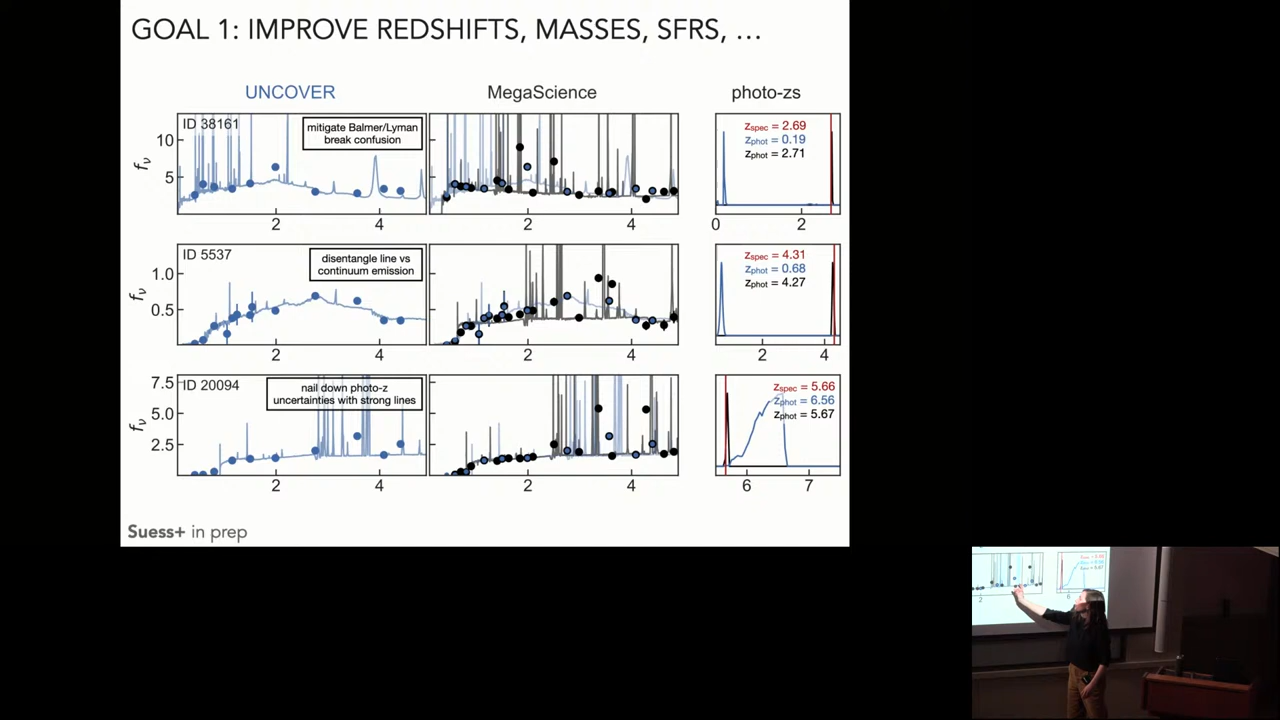 GOAL 1: IMPROVE REDSHIFTS, MASSES, SFRS, …
UNCOVER
MegaScience
photo-zs
ID 38161
mitigate Balmer/Lyman
break confusion
zspec = 2.69
zphot = 0.19
zphot = 2.71
fν
10
5
2
4
2
4
0
2
ID 5537
disentangle line vs
continuum emission
zspec = 4.31
zphot = 0.68
zphot = 4.27
fν
1.0
0.5
2
4
2
4
2
4
ID 20094
nail down photo-z
uncertainties with strong lines
zspec = 5.66
zphot = 6.56
zphot = 5.67
fν
7.5
5.0
2.5
2
4
2
4
6
7
Suess+ in prep